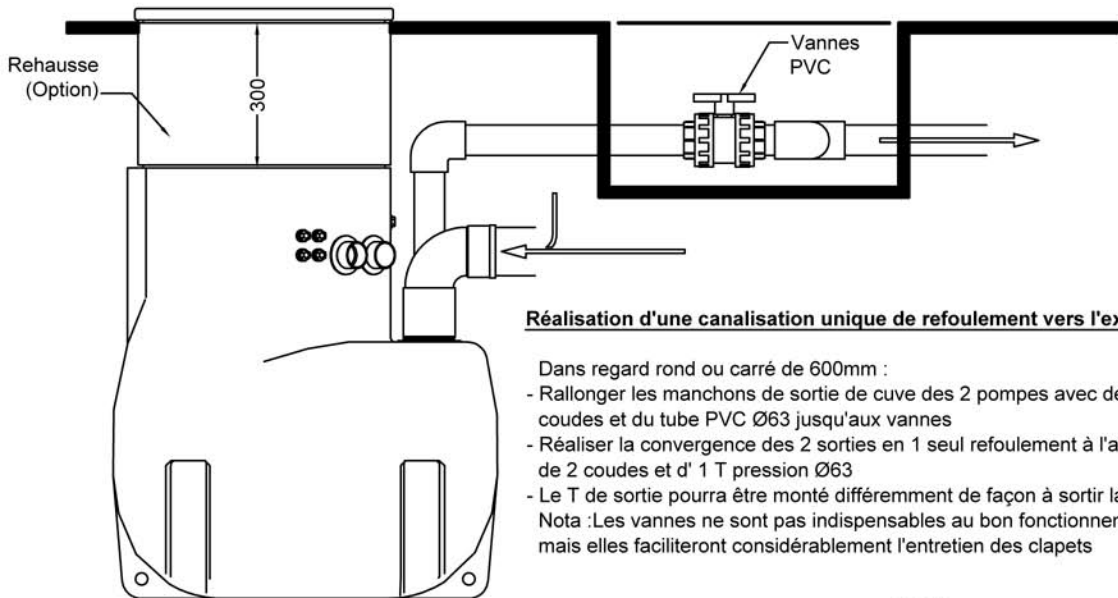 Rehausse
(Option)
300
Vannes
PVC
Réalisation d'une canalisation unique de refoulement vers l'ex
Dans regard rond ou carré de 600mm :
- Rallonger les manchons de sortie de cuve des 2 pompes avec de
coudes et du tube PVC Ø63 jusqu'aux vannes
- Réaliser la convergence des 2 sorties en 1 seul refoulement à l'a
de 2 coudes et d' 1 T pression Ø63
- Le T de sortie pourra être monté différemment de façon à sortir la
Nota :Les vannes ne sont pas indispensables au bon fonctionner
mais elles faciliteront considérablement l'entretien des clapets